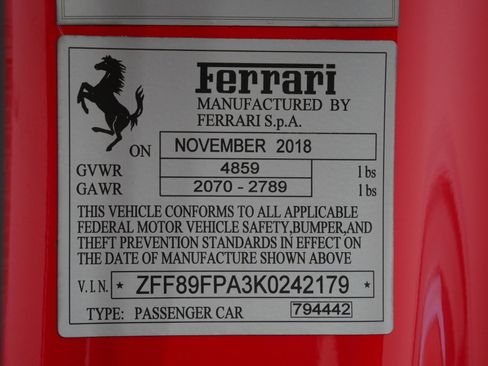 Ferrari
MANUFACTURED BY
FERRARI S.p.A.
ON NOVEMBER 2018
GVWR 4859 lbs
GAWR 2070 - 2789 lbs
THIS VEHICLE CONFORMS TO ALL APPLICABLE
FEDERAL MOTOR VEHICLE SAFETY,BUMPER,AND
THEFT PREVENTION STANDARDS IN EFFECT ON
THE DATE OF MANUFACTURE SHOWN ABOVE
V.I.N. * ZFF89FPA3K0242179 *
TYPE: PASSENGER CAR 794442